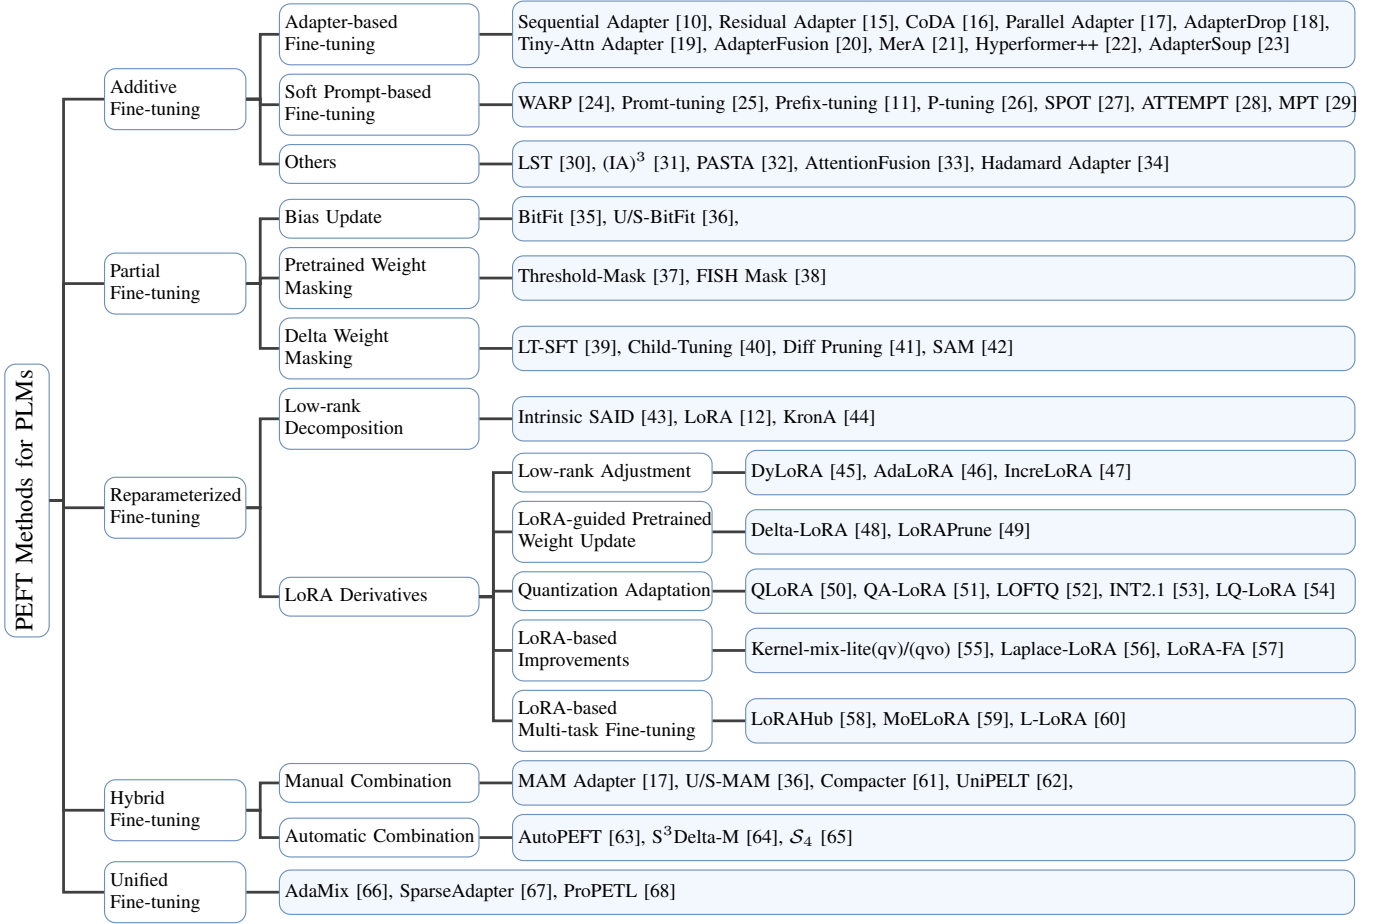 PEFT Methods for PLMs
Additive
Fine-tuning
Adapter-based
Fine-tuning
Sequential Adapter [10], Residual Adapter [15], CoDA [16], Parallel Adapter [17], AdapterDrop [18],
Tiny-Attn Adapter [19], AdapterFusion [20], MerA [21], Hyperformer++ [22], AdapterSoup [23]
Soft Prompt-based
Fine-tuning
WARP [24], Promt-tuning [25], Prefix-tuning [11], P-tuning [26], SPOT [27], ATTEMPT [28], MPT [29]
Others
LST [30], (IA)³ [31], PASTA [32], AttentionFusion [33], Hadamard Adapter [34]
Partial
Fine-tuning
Bias Update
BitFit [35], U/S-BitFit [36],
Pretrained Weight
Masking
Threshold-Mask [37], FISH Mask [38]
Delta Weight
Masking
LT-SFT [39], Child-Tuning [40], Diff Pruning [41], SAM [42]
Reparameterized
Fine-tuning
Low-rank
Decomposition
Intrinsic SAID [43], LoRA [12], KronA [44]
LoRA Derivatives
Low-rank Adjustment
DyLoRA [45], AdaLoRA [46], IncreLoRA [47]
LoRA-guided Pretrained
Weight Update
Delta-LoRA [48], LoRAPrune [49]
Quantization Adaptation
QLoRA [50], QA-LoRA [51], LOFTQ [52], INT2.1 [53], LQ-LoRA [54]
LoRA-based
Improvements
Kernel-mix-lite(qv)/(qvo) [55], Laplace-LoRA [56], LoRA-FA [57]
LoRA-based
Multi-task Fine-tuning
LoRAHub [58], MoELoRA [59], L-LoRA [60]
Hybrid
Fine-tuning
Manual Combination
MAM Adapter [17], U/S-MAM [36], Compacter [61], UniPELT [62],
Automatic Combination
AutoPEFT [63], S³Delta-M [64], 𝒮₄ [65]
Unified
Fine-tuning
AdaMix [66], SparseAdapter [67], ProPETL [68]